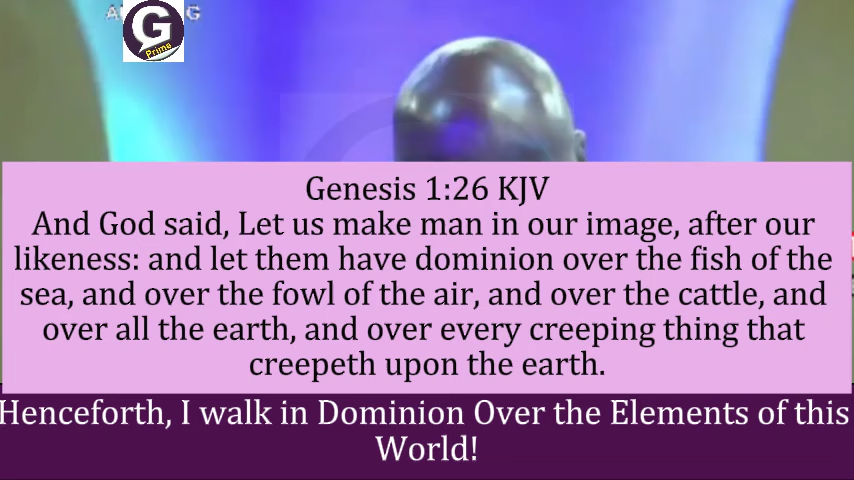 G
Prime
Genesis 1:26 KJV
And God said, Let us make man in our image, after our
likeness: and let them have dominion over the fish of the
sea, and over the fowl of the air, and over the cattle, and
over all the earth, and over every creeping thing that
creepeth upon the earth.
Henceforth, I walk in Dominion Over the Elements of this
World!